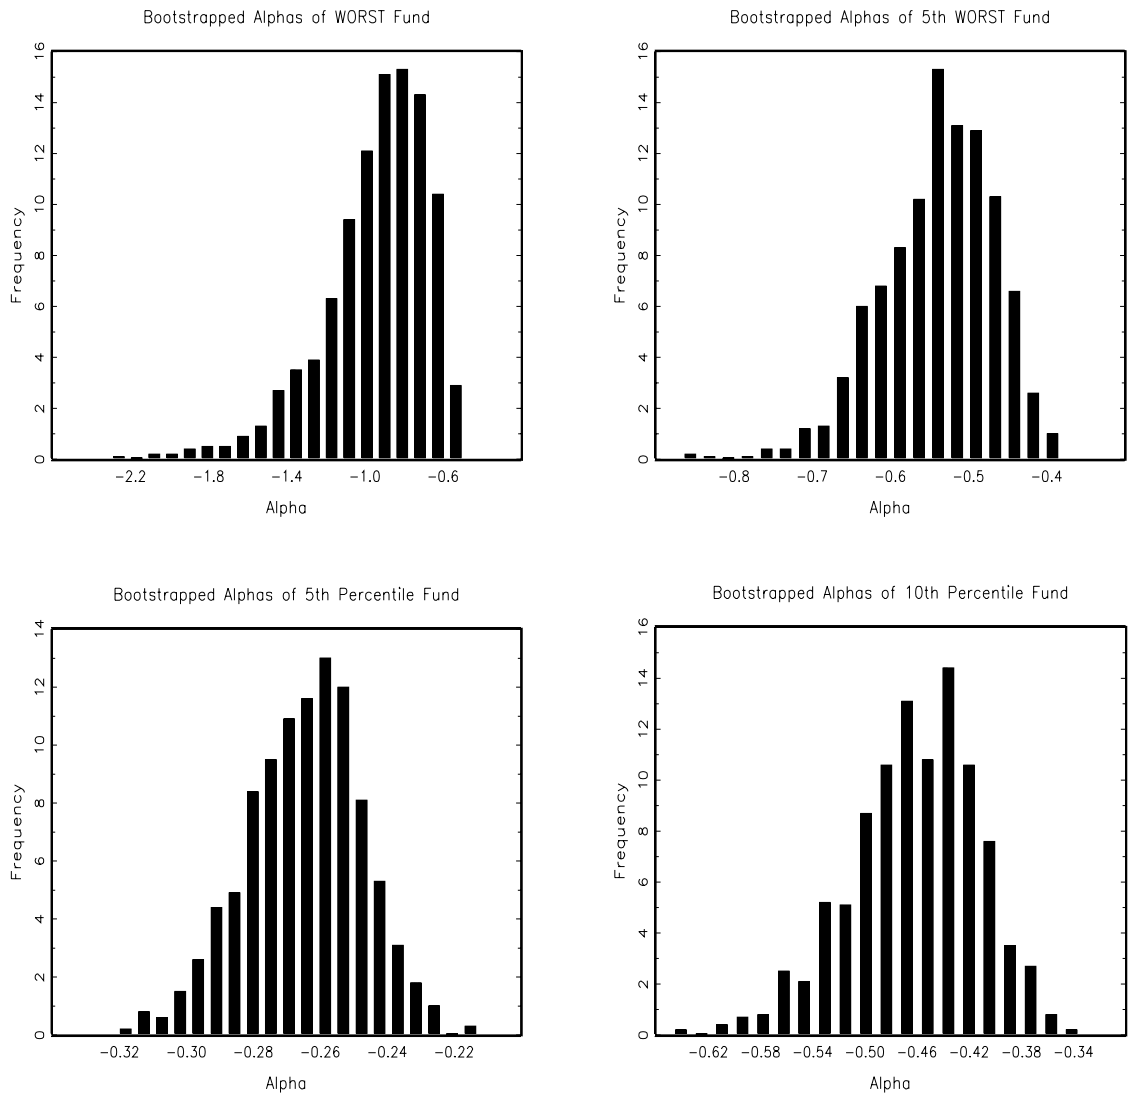 Bootstrapped Alphas of WORST Fund
Frequency
16
14
12
10
8
6
4
2
0
-2.2 -1.8 -1.4 -1.0 -0.6
Alpha
Bootstrapped Alphas of 5th WORST Fund
Frequency
16
14
12
10
8
6
4
2
0
-0.8 -0.7 -0.6 -0.5 -0.4
Alpha
Bootstrapped Alphas of 5th Percentile Fund
Frequency
14
12
10
8
6
4
2
0
-0.32 -0.30 -0.28 -0.26 -0.24 -0.22
Alpha
Bootstrapped Alphas of 10th Percentile Fund
Frequency
16
14
12
10
8
6
4
2
0
-0.62 -0.58 -0.54 -0.50 -0.46 -0.42 -0.38 -0.34
Alpha